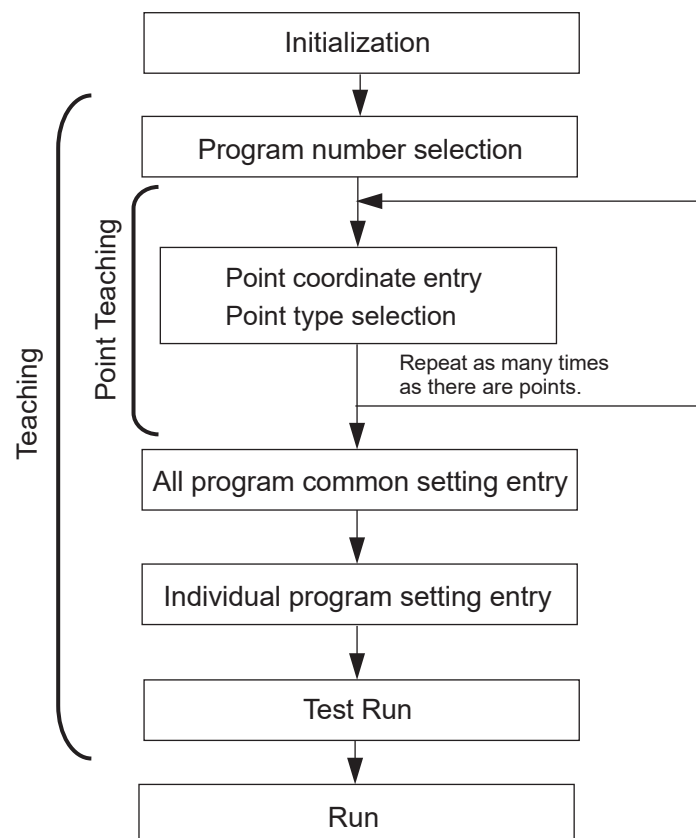 Initialization
Program number selection
Teaching
Point Teaching
Point coordinate entry
Point type selection
Repeat as many times
as there are points.
All program common setting entry
Individual program setting entry
Test Run
Run